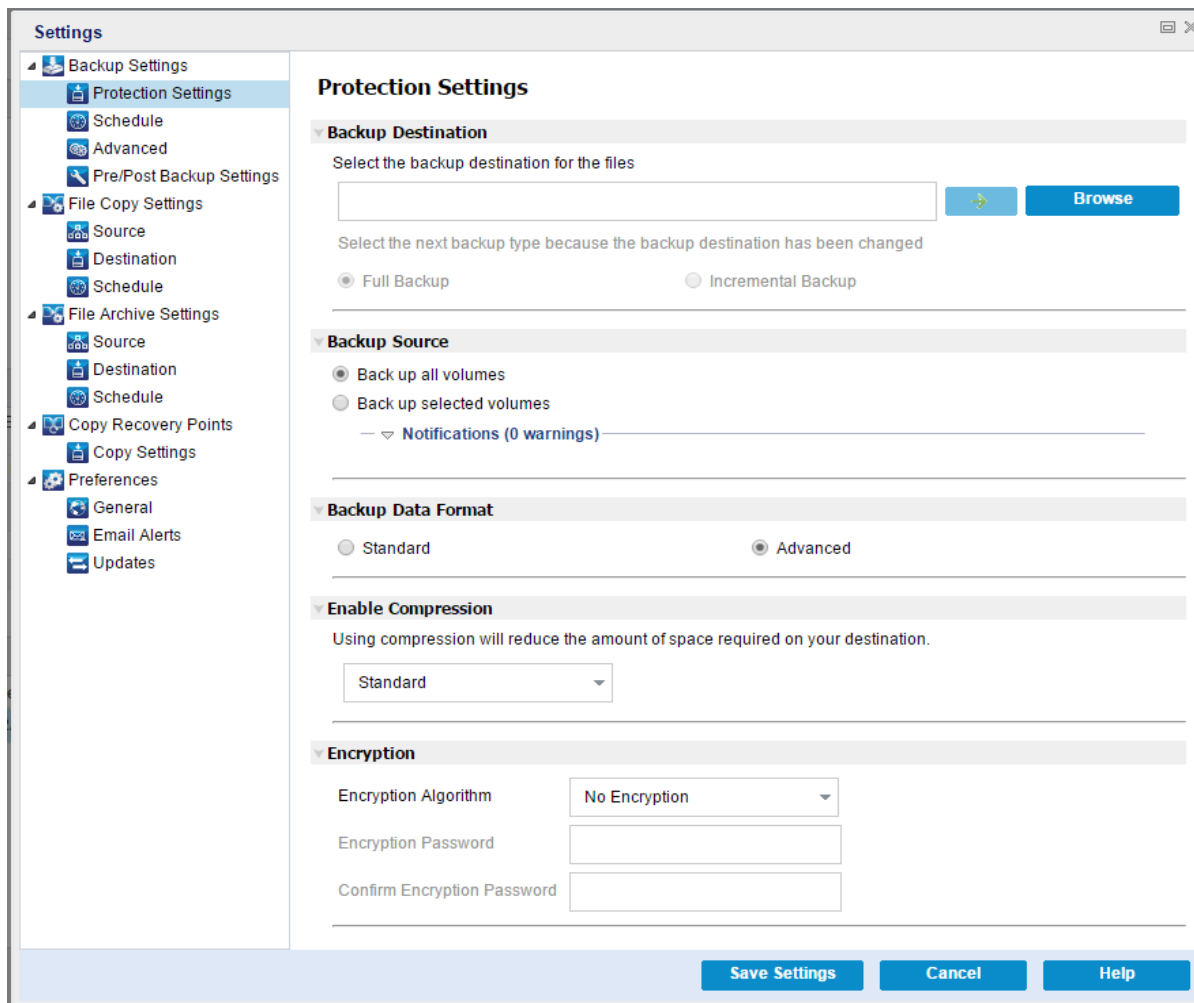 Settings
Backup Settings
Protection Settings
Schedule
Advanced
Pre/Post Backup Settings
File Copy Settings
Source
Destination
Schedule
File Archive Settings
Source
Destination
Schedule
Copy Recovery Points
Copy Settings
Preferences
General
Email Alerts
Updates
Protection Settings
Backup Destination
Select the backup destination for the files
Browse
Select the next backup type because the backup destination has been changed
Full Backup
Incremental Backup
Backup Source
Back up all volumes
Back up selected volumes
Notifications (0 warnings)
Backup Data Format
Standard
Advanced
Enable Compression
Using compression will reduce the amount of space required on your destination.
Standard
Encryption
Encryption Algorithm
No Encryption
Encryption Password
Confirm Encryption Password
Save Settings
Cancel
Help